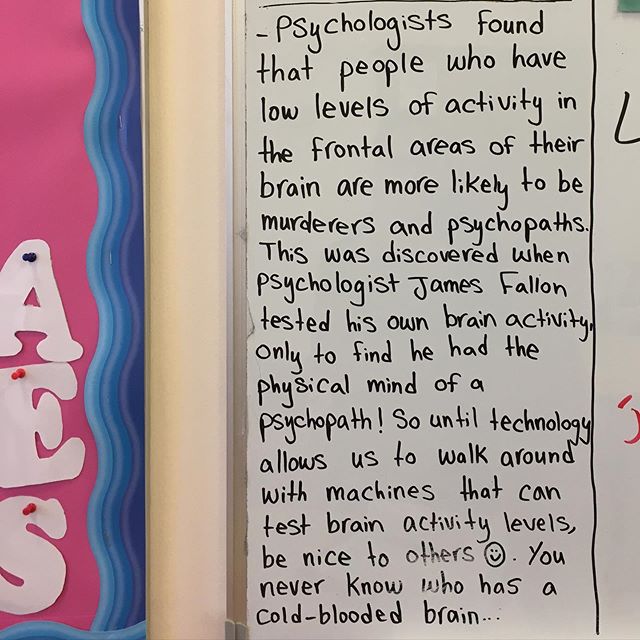 - Psychologists found
that people who have
low levels of activity in
the frontal areas of their
brain are more likely to be
murderers and psychopaths.
This was discovered when
psychologist James Fallon
tested his own brain activity,
only to find he had the
physical mind of a
psychopath! So until technology
allows us to walk around
with machines that can
test brain activity levels,
be nice to others ☺. You
never know who has a
cold-blooded brain...
A
E
S
L